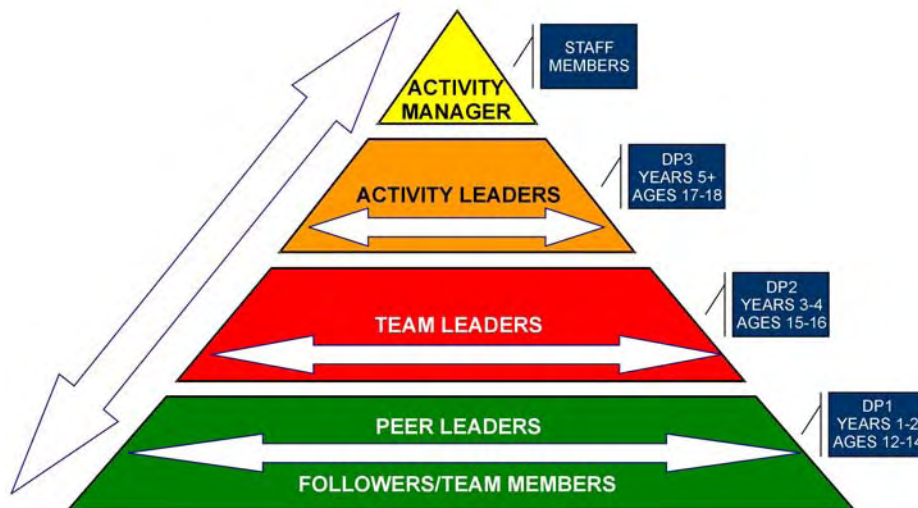 STAFF
MEMBERS
ACTIVITY
MANAGER
DP3
YEARS 5+
AGES 17-18
ACTIVITY LEADERS
DP2
YEARS 3-4
AGES 15-16
TEAM LEADERS
DP1
YEARS 1-2
AGES 12-14
PEER LEADERS
FOLLOWERS/TEAM MEMBERS